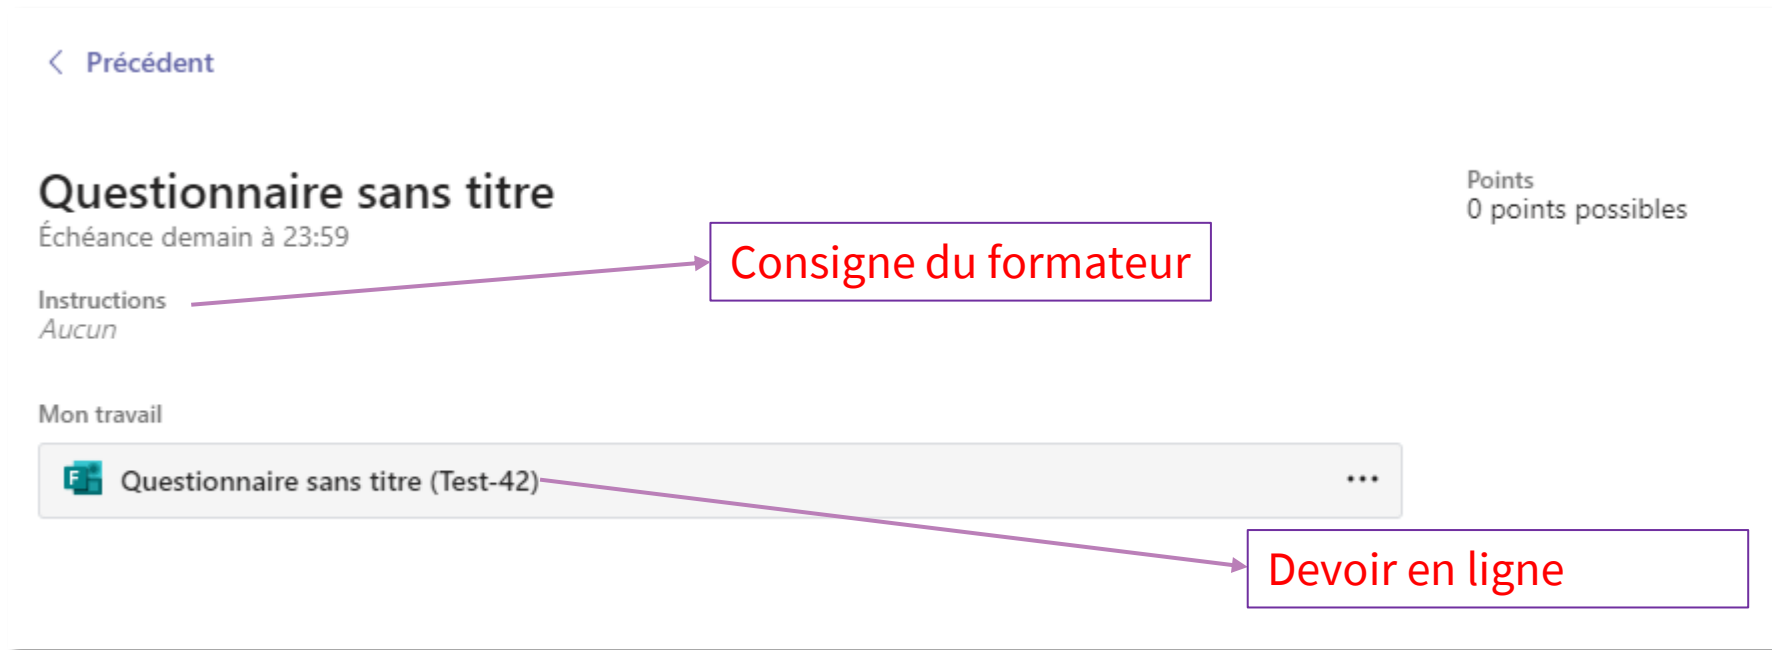 Précédent
Questionnaire sans titre
Échéance demain à 23:59
Points
0 points possibles
Consigne du formateur
Instructions
Aucun
Mon travail
Questionnaire sans titre (Test-42)
Devoir en ligne